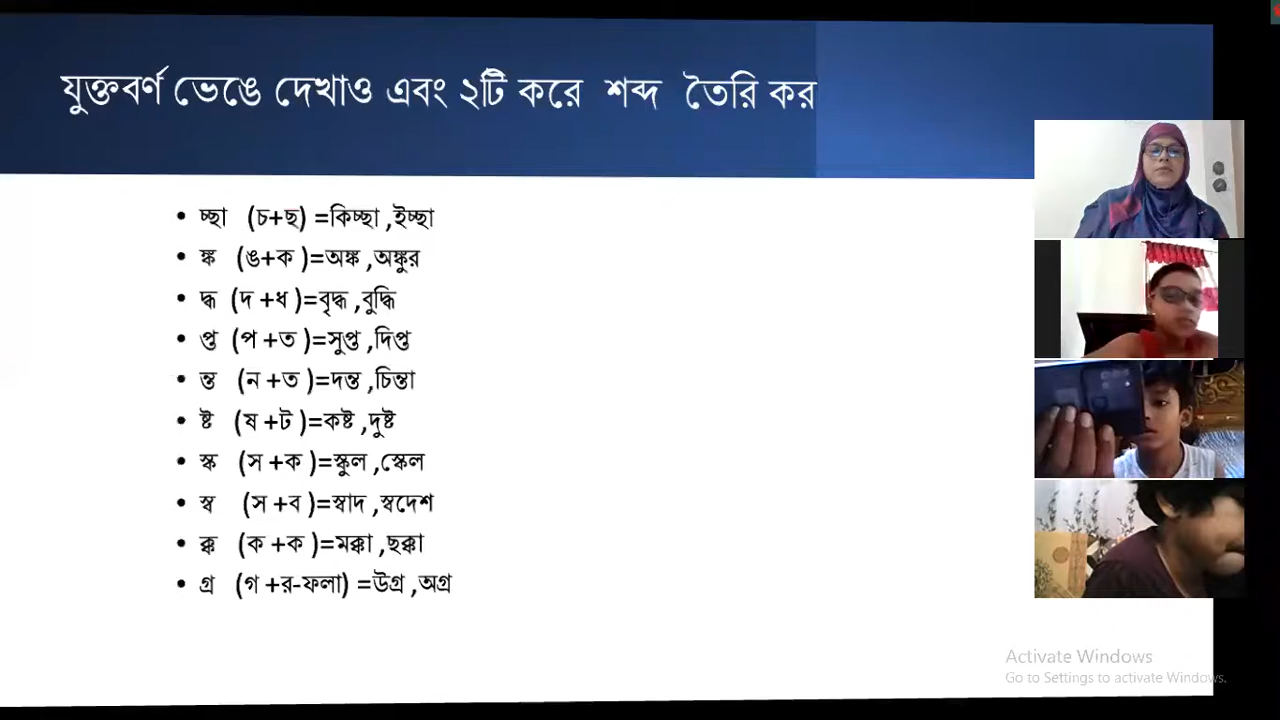 যুক্তবর্ণ ভেঙে দেখাও এবং ২টি করে শব্দ তৈরি কর
• চ্ছা (চ+ছ) =কিচ্ছা ,ইচ্ছা
• ঙ্ক (ঙ+ক )=অঙ্ক ,অঙ্কুর
• দ্ধ (দ +ধ )=বৃদ্ধ ,বুদ্ধি
• প্ত (প +ত )=সুপ্ত ,দিপ্ত
• ন্ত (ন +ত )=দন্ত ,চিন্তা
• ষ্ট (ষ +ট )=কষ্ট ,দুষ্ট
• স্ক (স +ক )=স্কুল ,স্কেল
• স্ব (স +ব )=স্বাদ ,স্বদেশ
• ক্ক (ক +ক )=মক্কা ,ছক্কা
• গ্র (গ +র-ফলা) =উগ্র ,অগ্র
Activate Windows
Go to Settings to activate Windows.